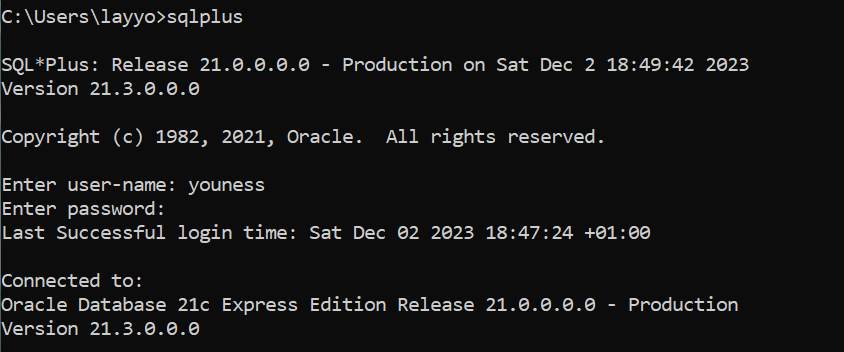 C:\Users\layyo>sqlplus
SQL*Plus: Release 21.0.0.0.0 - Production on Sat Dec 2 18:49:42 2023
Version 21.3.0.0.0
Copyright (c) 1982, 2021, Oracle.  All rights reserved.
Enter user-name: youness
Enter password:
Last Successful login time: Sat Dec 02 2023 18:47:24 +01:00
Connected to:
Oracle Database 21c Express Edition Release 21.0.0.0.0 - Production
Version 21.3.0.0.0